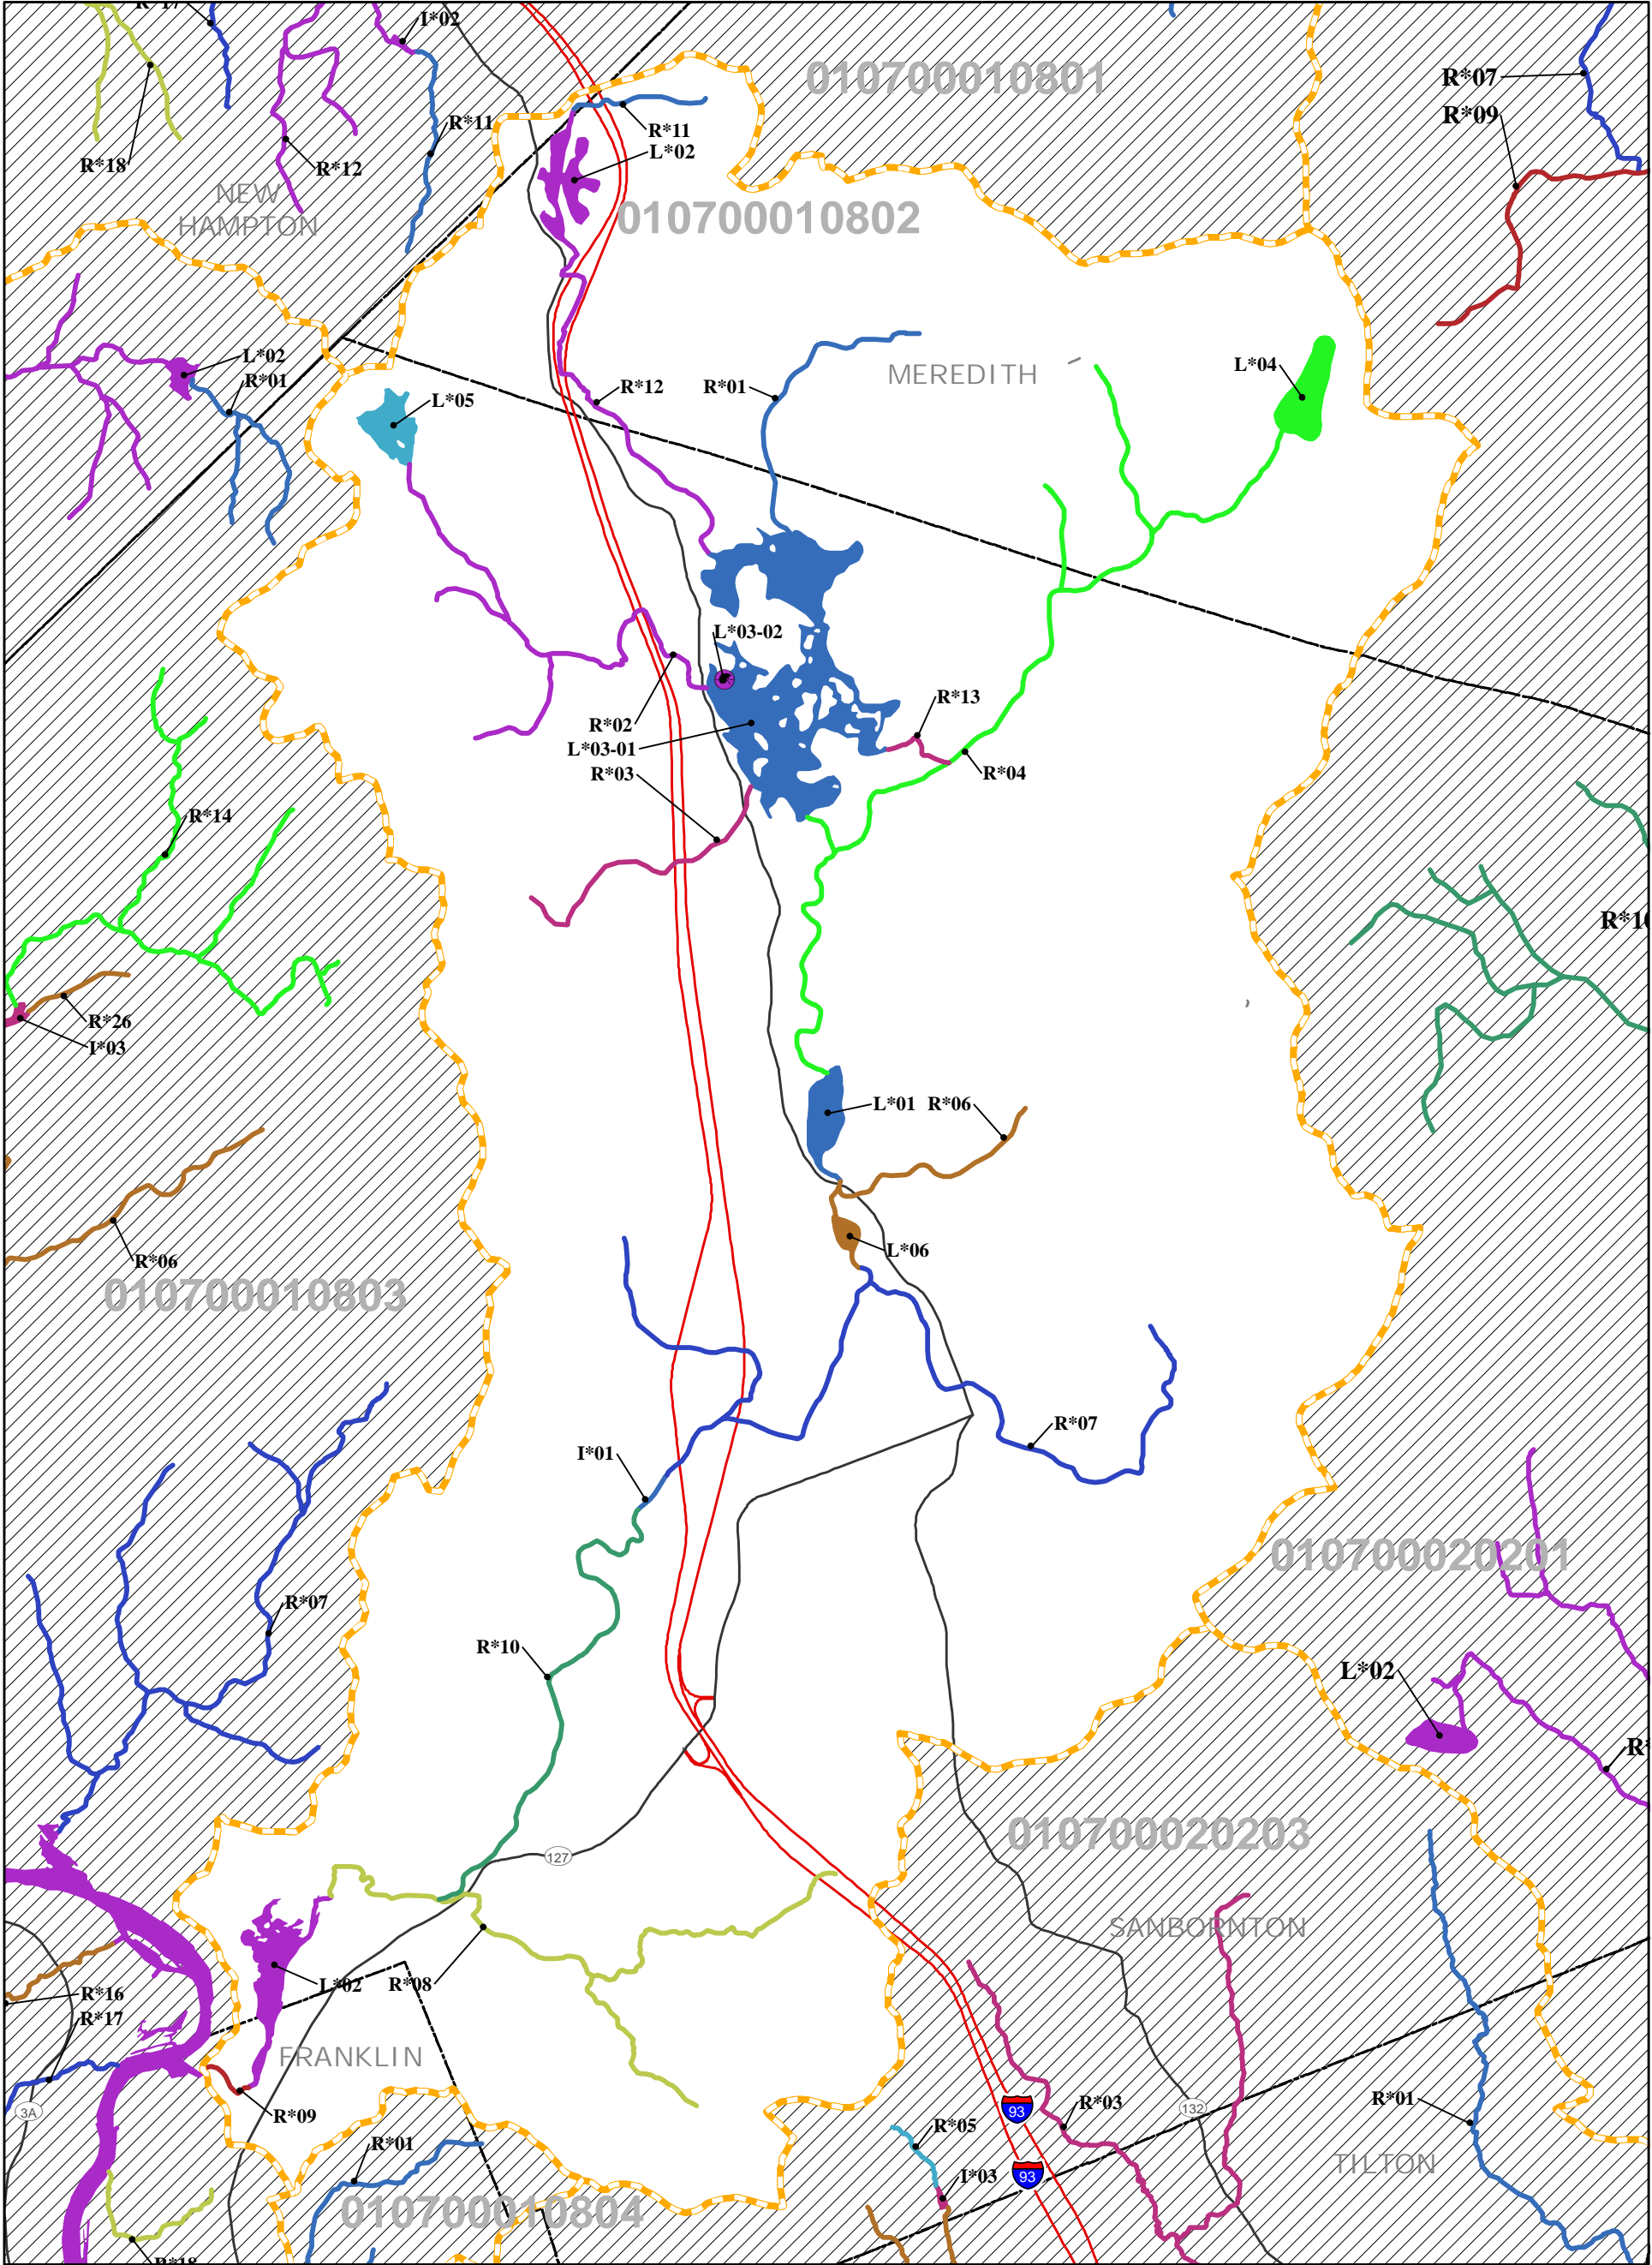 I*02
010700010801
R*07
R*09
R*11
R*11
L*02
R*18
R*12
NEW
HAMPTON
010700010802
L*02
R*01
L*05
R*12
R*01
MEREDITH
L*04
L*03-02
R*13
R*02
L*03-01
R*03
R*04
R*14
R*26
I*03
L*01
R*06
R*06
L*06
010700010803
R*07
I*01
010700020201
R*07
R*10
L*02
010700020203
127
SANBORNTON
L*02
R*08
R*16
R*17
FRANKLIN
3A
R*09
R*01
R*05
93
R*03
132
R*01
93
I*03
TILTON
010700010804